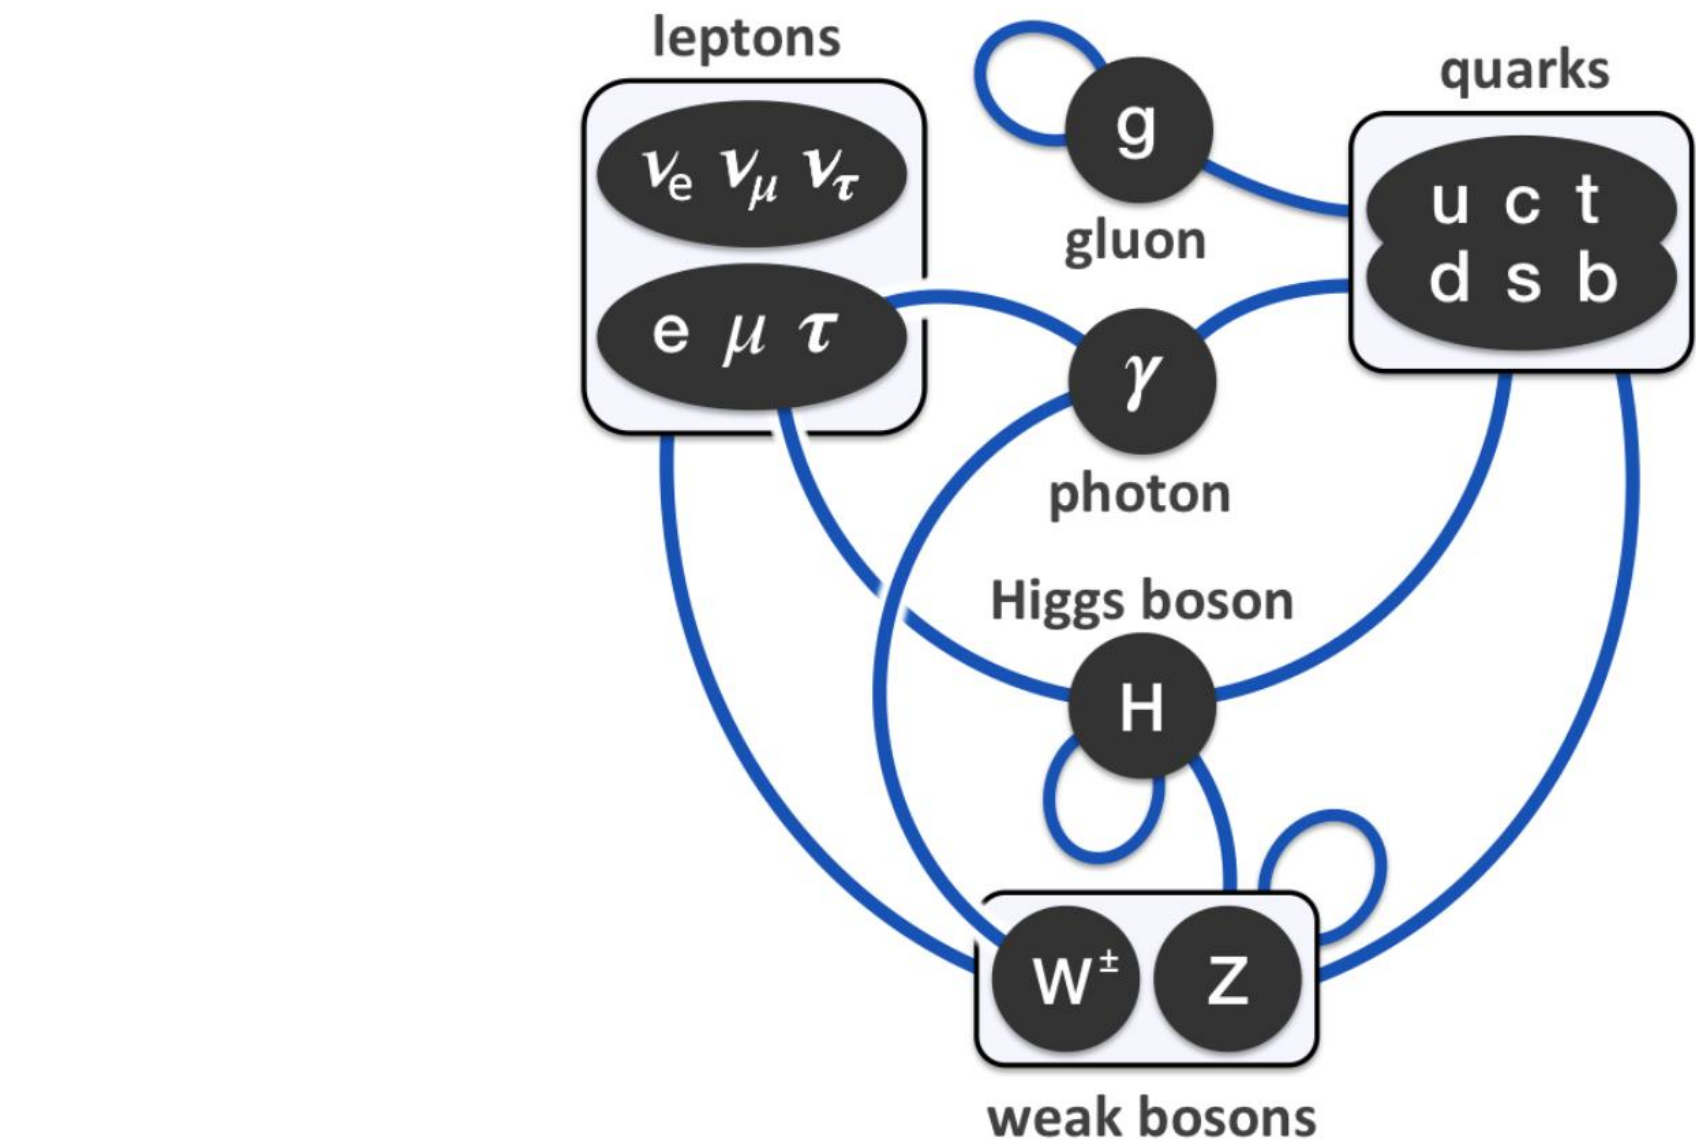 leptons
νe νμ ντ
e μ τ
g
gluon
quarks
u c t
d s b
γ
photon
Higgs boson
H
W± Z
weak bosons